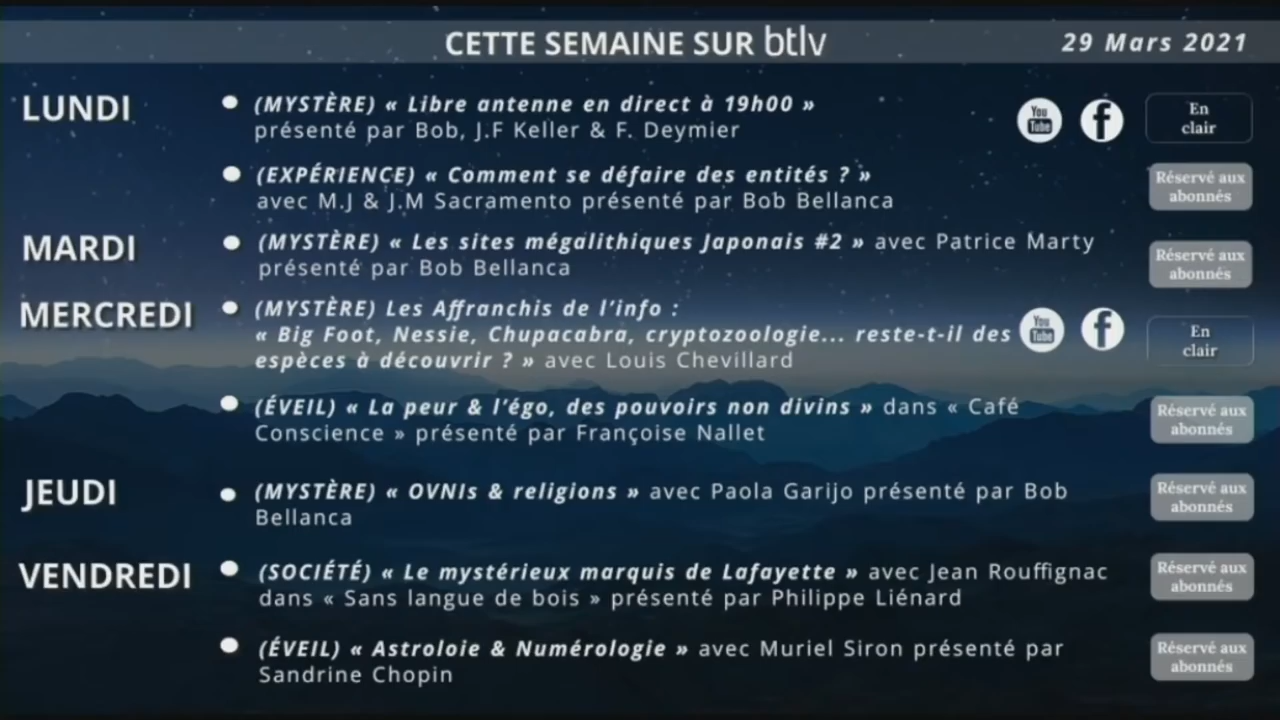 CETTE SEMAINE SUR btlv
29 Mars 2021
LUNDI
(MYSTÈRE) « Libre antenne en direct à 19h00 »
présenté par Bob, J.F Keller & F. Deymier
You Tube
f
En
clair
(EXPÉRIENCE) « Comment se défaire des entités ? »
avec M.J & J.M Sacramento présenté par Bob Bellanca
Réservé aux
abonnés
MARDI
(MYSTÈRE) « Les sites mégalithiques Japonais #2 » avec Patrice Marty
présenté par Bob Bellanca
Réservé aux
abonnés
MERCREDI
(MYSTÈRE) Les Affranchis de l'info :
« Big Foot, Nessie, Chupacabra, cryptozoologie... reste-t-il des
espèces à découvrir ? » avec Louis Chevillard
You Tube
f
En
clair
(ÉVEIL) « La peur & l'égo, des pouvoirs non divins » dans « Café
Conscience » présenté par Françoise Nallet
Réservé aux
abonnés
JEUDI
(MYSTÈRE) « OVNIs & religions » avec Paola Garijo présenté par Bob
Bellanca
Réservé aux
abonnés
VENDREDI
(SOCIÉTÉ) « Le mystérieux marquis de Lafayette » avec Jean Rouffignac
dans « Sans langue de bois » présenté par Philippe Liénard
Réservé aux
abonnés
(ÉVEIL) « Astroloie & Numérologie » avec Muriel Siron présenté par
Sandrine Chopin
Réservé aux
abonnés